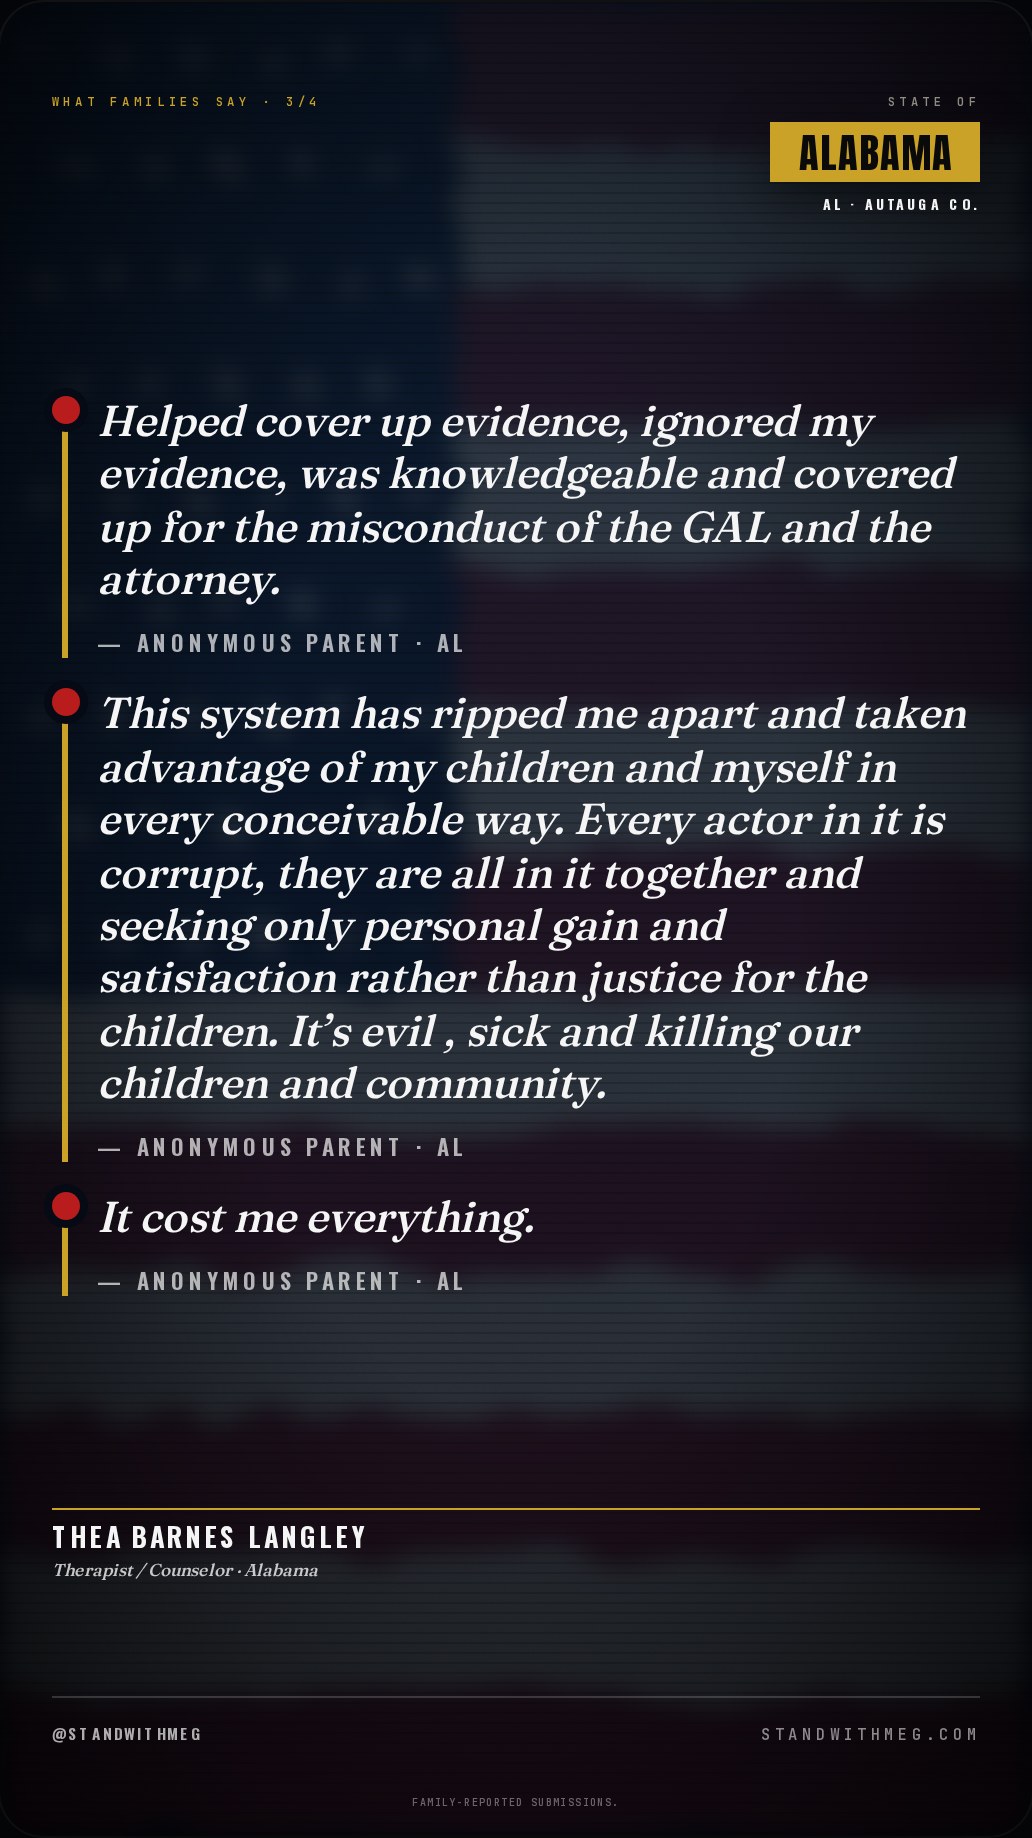 WHAT FAMILIES SAY · 3/4
STATE OF
ALABAMA
AL · AUTAUGA CO.
Helped cover up evidence, ignored my
evidence, was knowledgeable and covered
up for the misconduct of the GAL and the
attorney.
— ANONYMOUS PARENT · AL
This system has ripped me apart and taken
advantage of my children and myself in
every conceivable way. Every actor in it is
corrupt, they are all in it together and
seeking only personal gain and
satisfaction rather than justice for the
children. It’s evil , sick and killing our
children and community.
— ANONYMOUS PARENT · AL
It cost me everything.
— ANONYMOUS PARENT · AL
THEA BARNES LANGLEY
Therapist / Counselor · Alabama
@STANDWITHMEG
STANDWITHMEG.COM
FAMILY-REPORTED SUBMISSIONS.